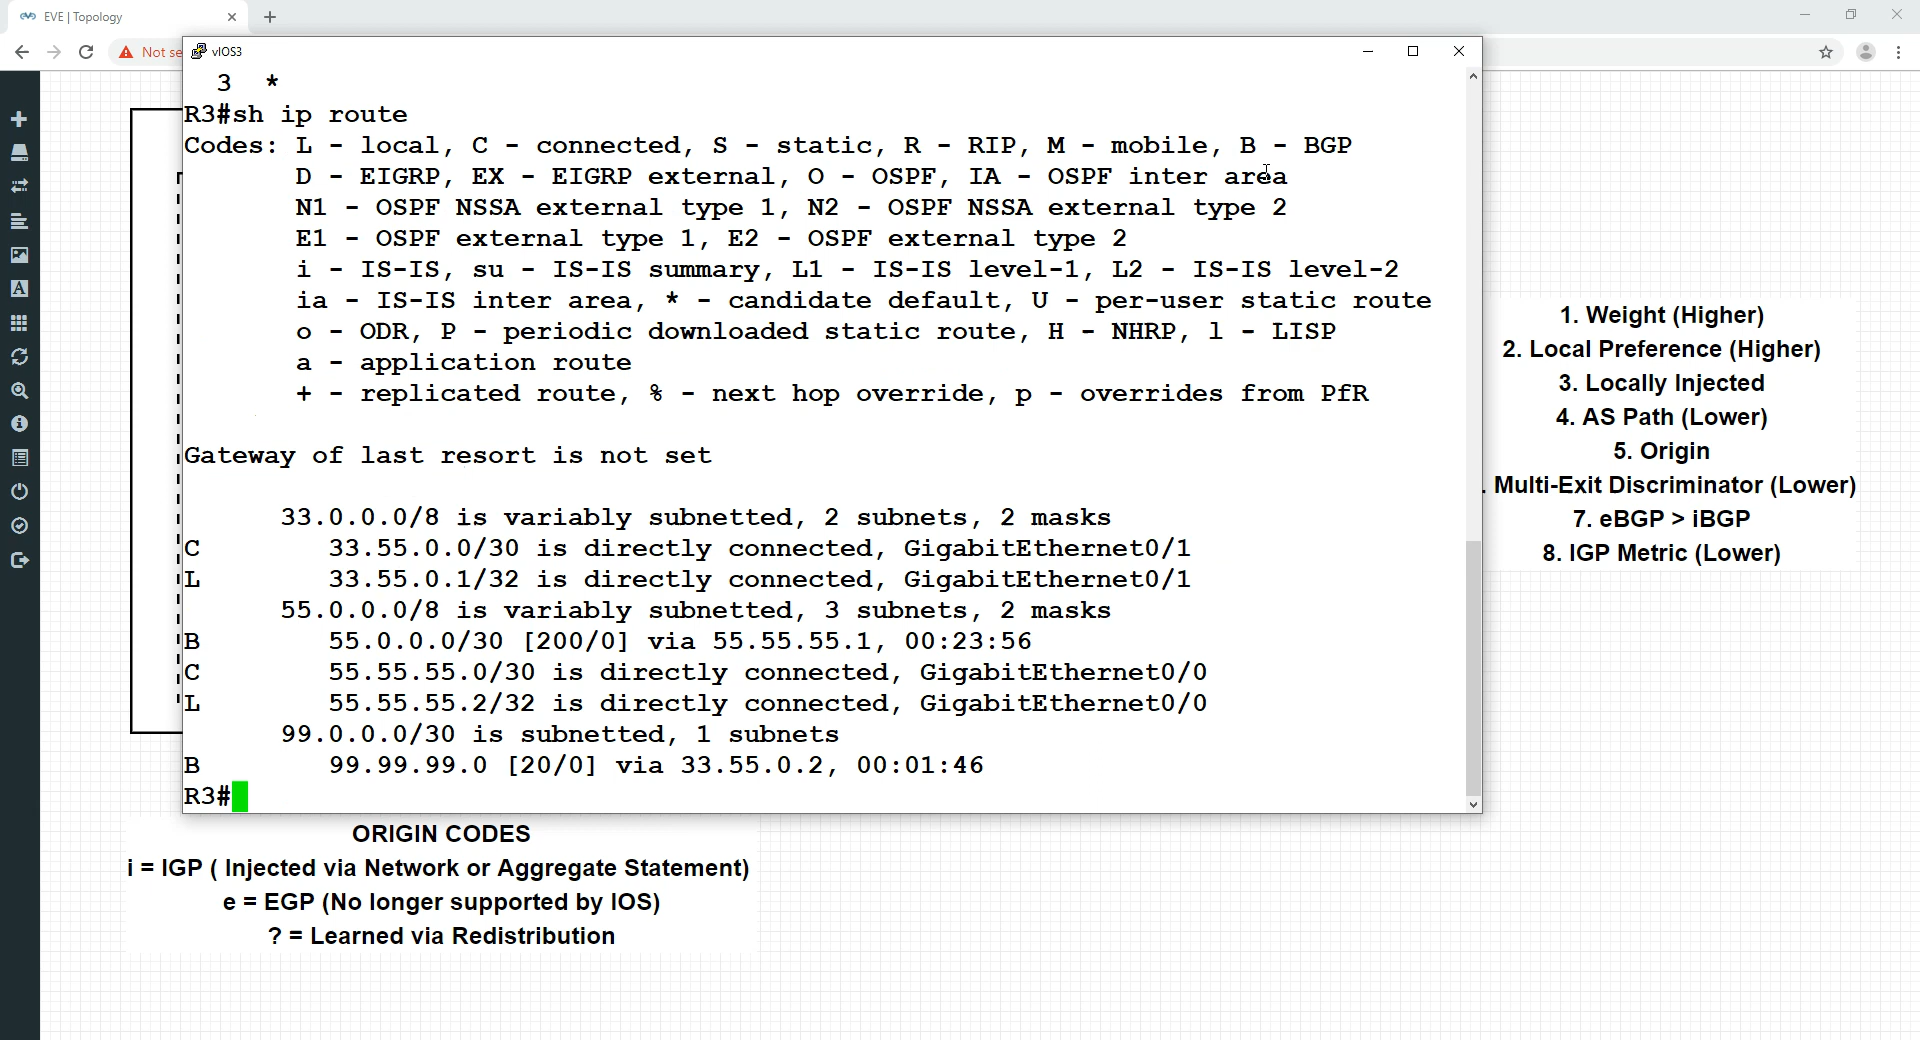 EVE | Topology
Not se
vIOS3
3 *
R3#sh ip route
Codes: L - local, C - connected, S - static, R - RIP, M - mobile, B - BGP
D - EIGRP, EX - EIGRP external, O - OSPF, IA - OSPF inter area
N1 - OSPF NSSA external type 1, N2 - OSPF NSSA external type 2
E1 - OSPF external type 1, E2 - OSPF external type 2
i - IS-IS, su - IS-IS summary, L1 - IS-IS level-1, L2 - IS-IS level-2
ia - IS-IS inter area, * - candidate default, U - per-user static route
o - ODR, P - periodic downloaded static route, H - NHRP, l - LISP
a - application route
+ - replicated route, % - next hop override, p - overrides from PfR
Gateway of last resort is not set
33.0.0.0/8 is variably subnetted, 2 subnets, 2 masks
C 33.55.0.0/30 is directly connected, GigabitEthernet0/1
L 33.55.0.1/32 is directly connected, GigabitEthernet0/1
55.0.0.0/8 is variably subnetted, 3 subnets, 2 masks
B 55.0.0.0/30 [200/0] via 55.55.55.1, 00:23:56
C 55.55.55.0/30 is directly connected, GigabitEthernet0/0
L 55.55.55.2/32 is directly connected, GigabitEthernet0/0
99.0.0.0/30 is subnetted, 1 subnets
B 99.99.99.0 [20/0] via 33.55.0.2, 00:01:46
R3#
1. Weight (Higher)
2. Local Preference (Higher)
3. Locally Injected
4. AS Path (Lower)
5. Origin
. Multi-Exit Discriminator (Lower)
7. eBGP > iBGP
8. IGP Metric (Lower)
ORIGIN CODES
i = IGP ( Injected via Network or Aggregate Statement)
e = EGP (No longer supported by IOS)
? = Learned via Redistribution